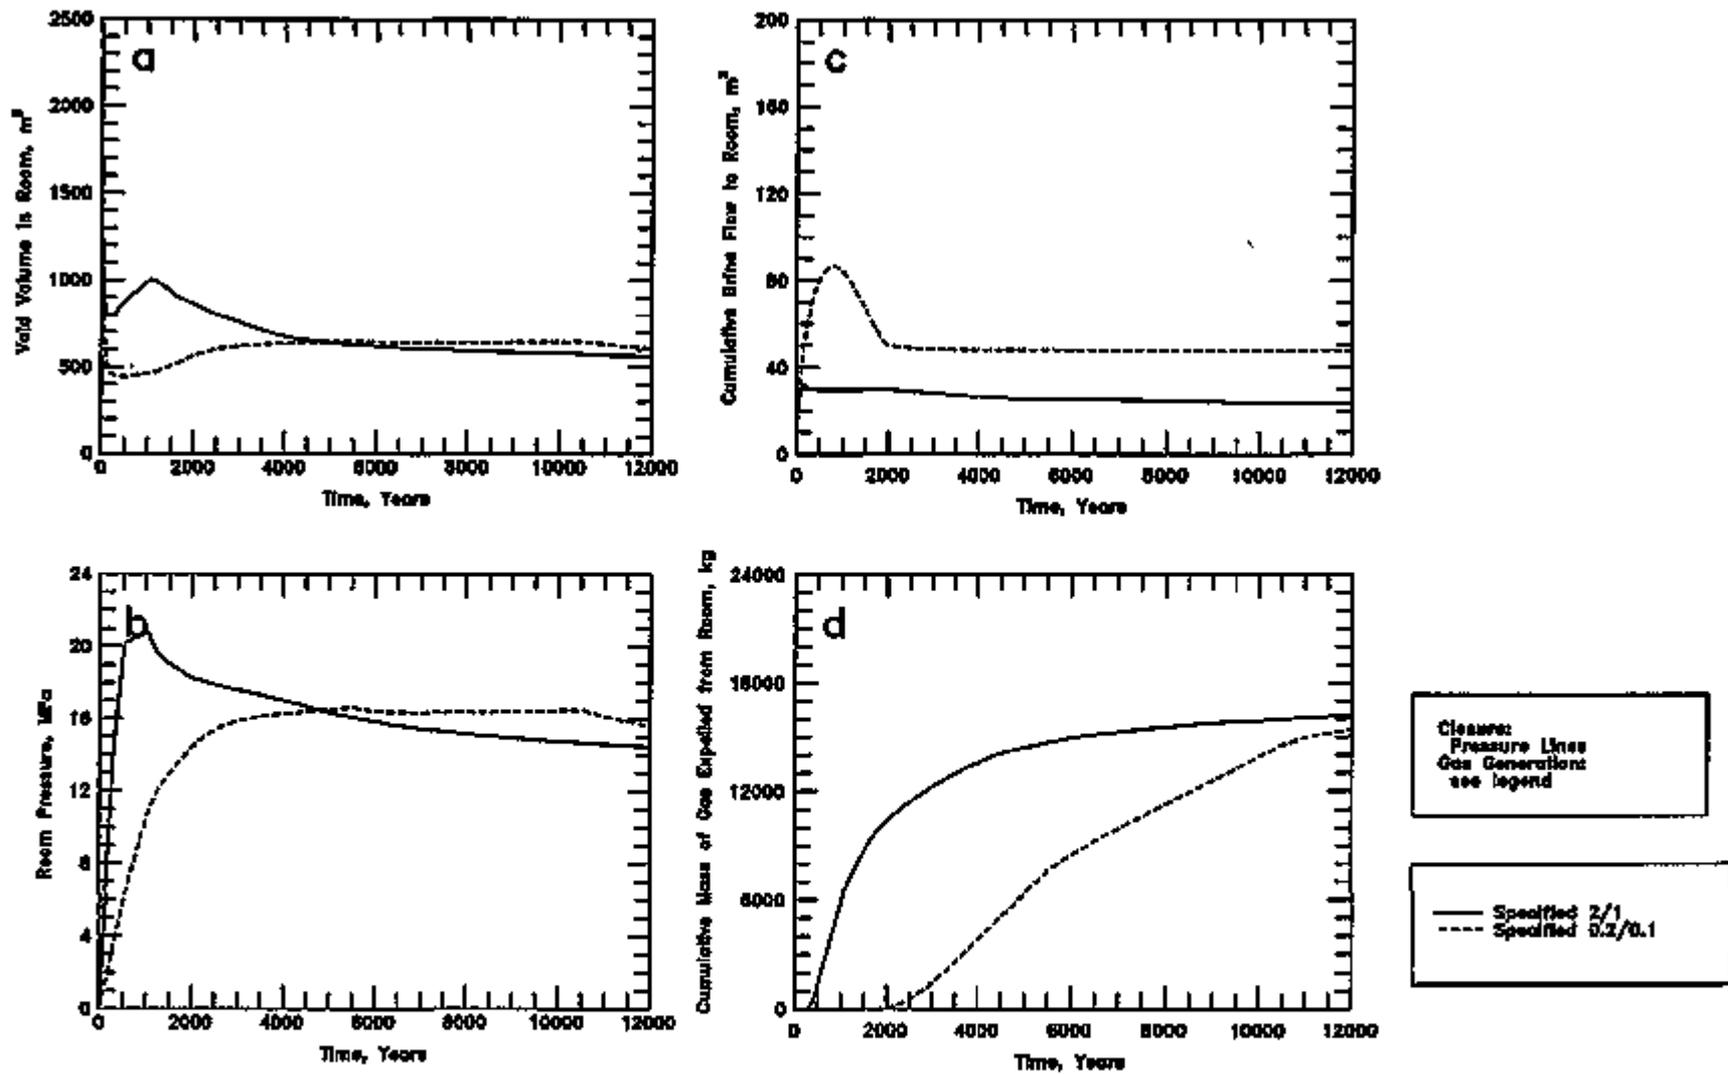 a
2500
2000
1500
1000
500
0
0 2000 4000 6000 8000 10000 12000
Time, Years
Void Volume in Room, m³
c
200
160
120
80
40
0
0 2000 4000 6000 8000 10000 12000
Time, Years
Cumulative Brine Flow to Room, m³
b
24
20
16
12
8
4
0
0 2000 4000 6000 8000 10000 12000
Time, Years
Room Pressure, MPa
d
24000
18000
12000
6000
0
0 2000 4000 6000 8000 10000 12000
Time, Years
Cumulative Mass of Gas Expelled from Room, kg
Closure:
Pressure Lines
Gas Generation:
see legend
Specified 2/1
Specified 0.2/0.1